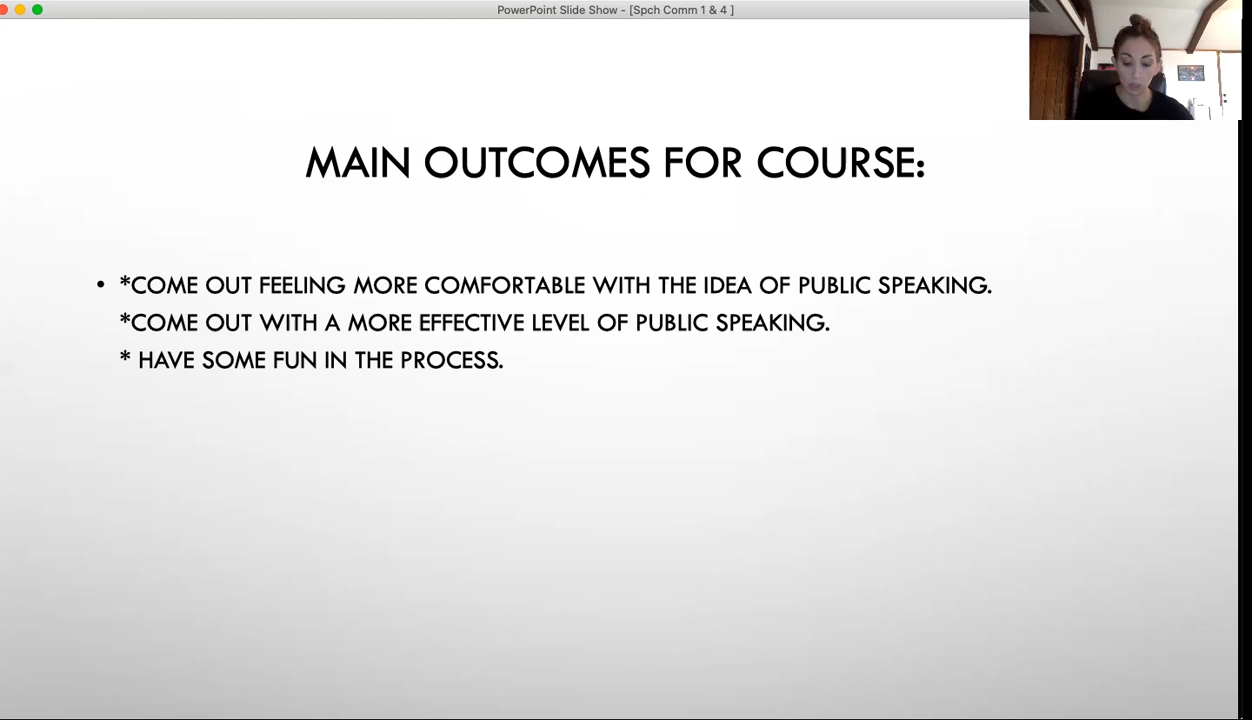 PowerPoint Slide Show - [Spch Comm 1 & 4 ]
MAIN OUTCOMES FOR COURSE:
• *COME OUT FEELING MORE COMFORTABLE WITH THE IDEA OF PUBLIC SPEAKING.
*COME OUT WITH A MORE EFFECTIVE LEVEL OF PUBLIC SPEAKING.
* HAVE SOME FUN IN THE PROCESS.